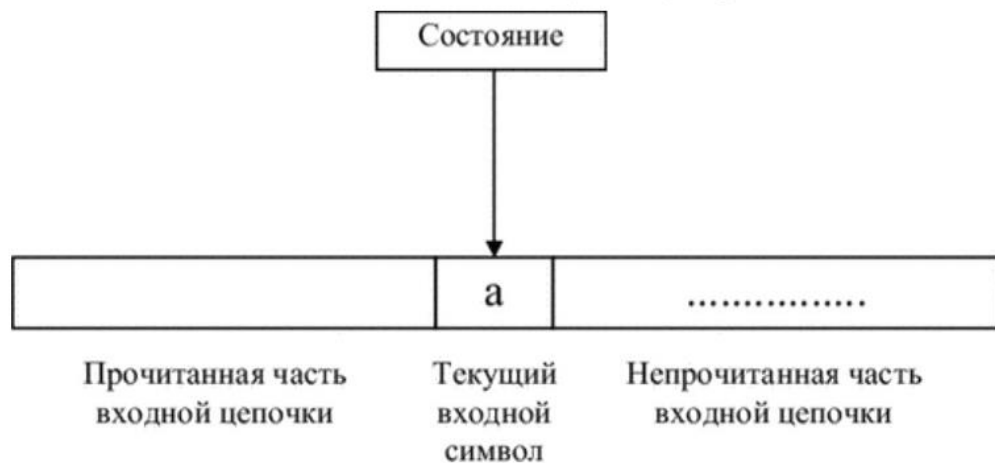 Состояние
а
................
Прочитанная часть
входной цепочки
Текущий
входной
символ
Непрочитанная часть
входной цепочки